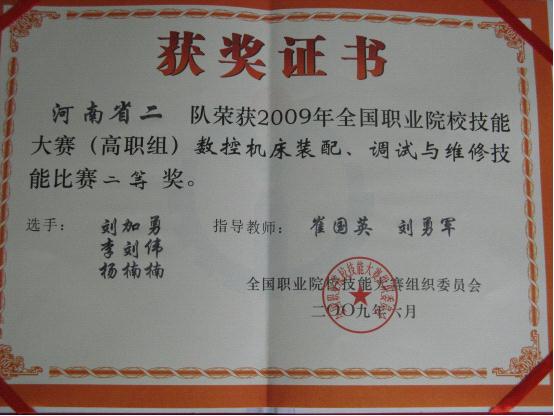 获奖证书
河南省二 队荣获2009年全国职业院校技能
大赛（高职组）数控机床装配、调试与维修技
能比赛二等 奖。
选手： 刘加勇 指导教师： 崔国英 刘勇军
李刘伟
杨楠楠
全国职业院校技能大赛组织委员会
二〇〇九年六月